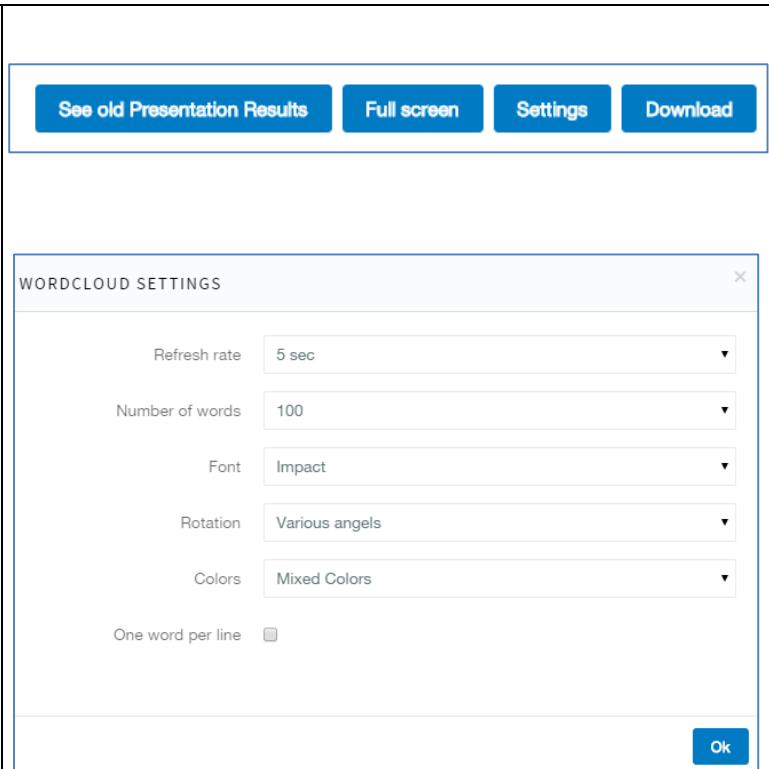 See old Presentation Results Full screen Settings Download
WORDCLOUD SETTINGS ×
Refresh rate 5 sec
Number of words 100
Font Impact
Rotation Various angels
Colors Mixed Colors
One word per line
Ok